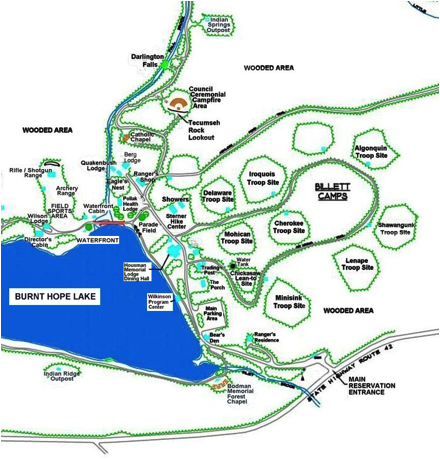 Indian
Springs
Outpost
LITTLE
Darlington
Falls
WOODED AREA
Council
Ceremonial
Campfire
Area
Tecumseh
Rock
Lookout
WOODED
AREA
Catholic
Chapel
Algonquin
Troop Site
Berg
Lodge
Quakenbush
Lodge
Rifle / Shotgun
Range
Ranger's
Shop
Iroquois
Troop Site
Eagle's
Nest
Archery
Range
Showers
Delaware
Troop Site
BILLETT
CAMPS
Pollak
Health
Lodge
FIELD
SPORTS
AREA
Waterfront
Cabin
Wilson
Lodge
Sterner
Hike
Center
Parade
Field
Cherokee
Troop Site
Shawangunk
Troop Site
Director's
Cabin
WATERFRONT
Mohican
Troop Site
Housman
Memorial
Lodge
Dining Hall
Water
Tank
Lenape
Troop Site
Trading
Post
Chickasaw
Lean-to
Site
The
Porch
BURNT HOPE LAKE
Wilkinson
Program
Center
Minisink
Troop Site
Main
Parking
Area
WOODED AREA
Bear's
Den
Ranger's
Residence
STATE HIGHWAY ROUTE 42
Indian Ridge
Outpost
MAIN
RESERVATION
ENTRANCE
Bodman
Memorial
Forest
Chapel